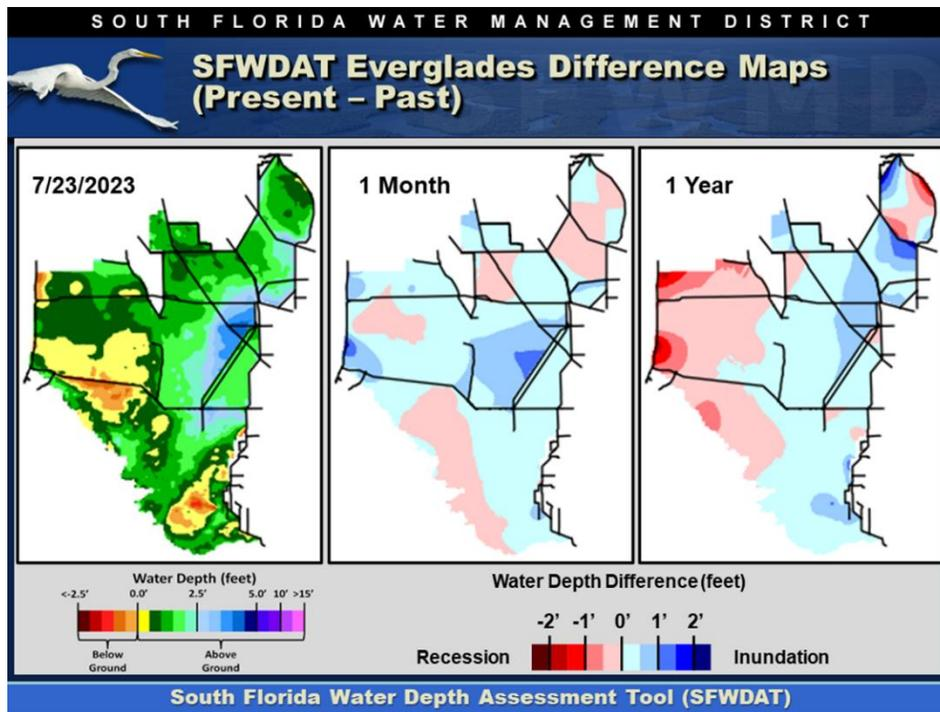 SOUTH FLORIDA WATER MANAGEMENT DISTRICT
SFWDAT Everglades Difference Maps
(Present – Past)
SFWMD
7/23/2023
1 Month
1 Year
Water Depth (feet)
<-2.5' 0.0' 2.5' 5.0' 10' >15'
Below
Ground
Above
Ground
Water Depth Difference (feet)
-2' -1' 0' 1' 2'
Recession
Inundation
South Florida Water Depth Assessment Tool (SFWDAT)